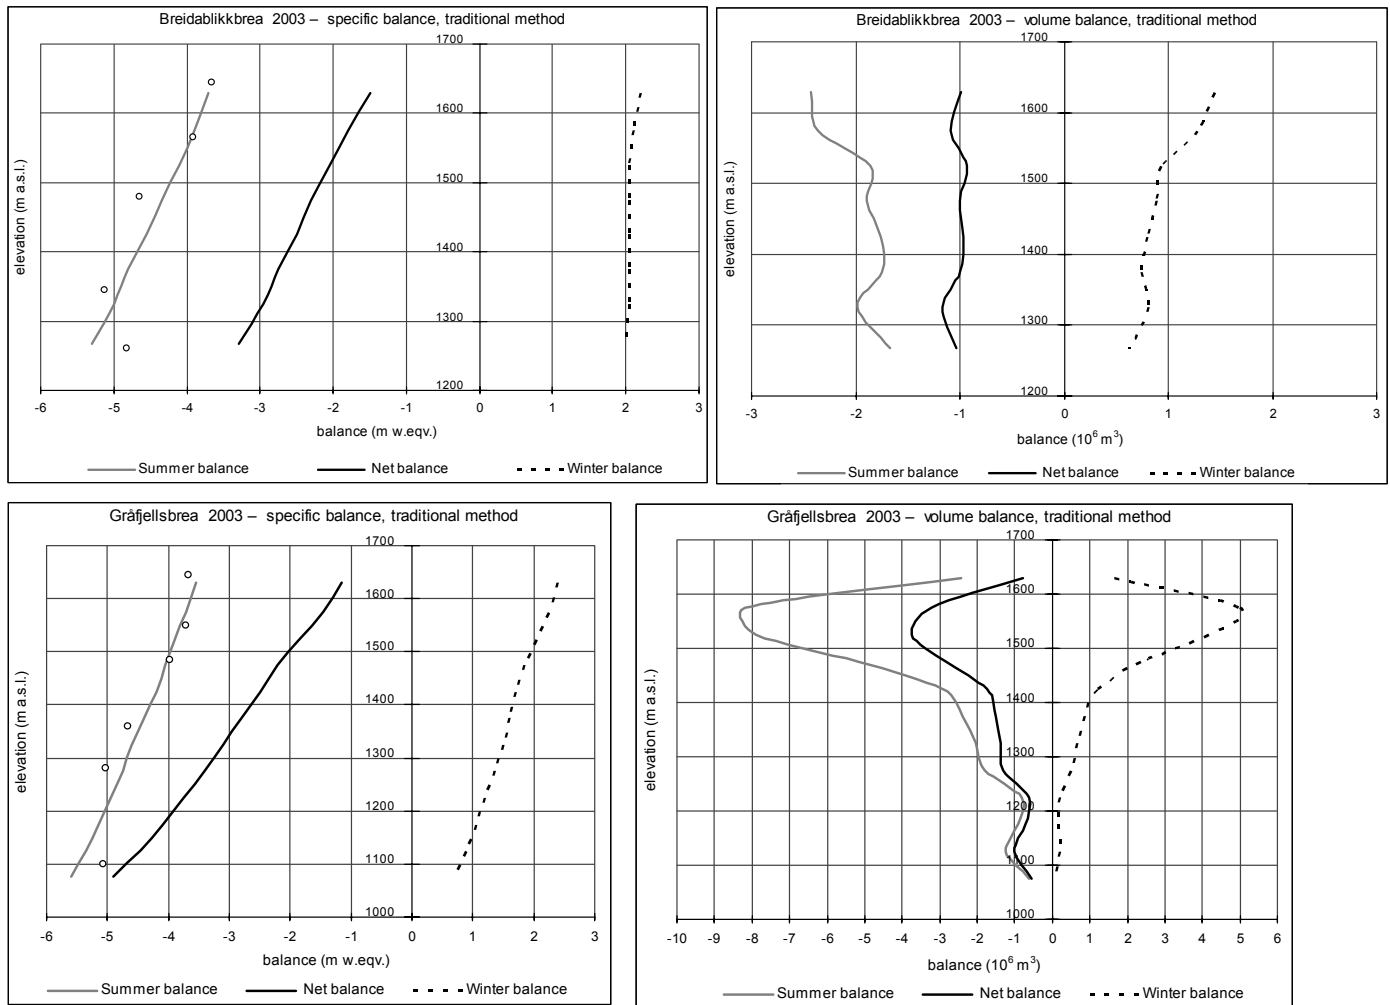 Breidablikkbrea 2003 – specific balance, traditional method
1700
1600
1500
1400
1300
1200
elevation (m a.s.l.)
-6 -5 -4 -3 -2 -1 0 1 2 3
balance (m w.eqv.)
Summer balance Net balance Winter balance
Breidablikkbrea 2003 – volume balance, traditional method
1700
1600
1500
1400
1300
1200
elevation (m a.s.l.)
-3 -2 -1 0 1 2 3
balance (10⁶ m³)
Summer balance Net balance Winter balance
Gråfjellsbrea 2003 – specific balance, traditional method
1700
1600
1500
1400
1300
1200
1100
1000
elevation (m a.s.l.)
-6 -5 -4 -3 -2 -1 0 1 2 3
balance (m w.eqv.)
Summer balance Net balance Winter balance
Gråfjellsbrea 2003 – volume balance, traditional method
1700
1600
1500
1400
1300
1200
1100
1000
elevation (m a.s.l.)
-10 -9 -8 -7 -6 -5 -4 -3 -2 -1 0 1 2 3 4 5 6
balance (10⁶ m³)
Summer balance Net balance Winter balance